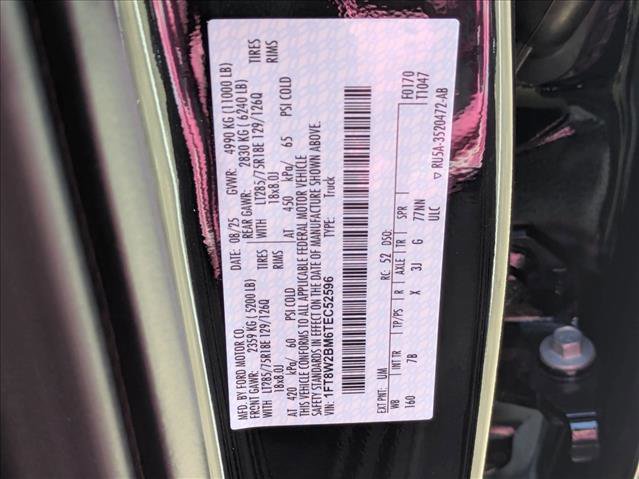 MFD. BY FORD MOTOR CO.
DATE: 08/25 GVWR: 4990 KG (11000 LB)
FRONT GAWR: 2359 KG ( 5200 LB) REAR GAWR: 2830 KG ( 6240 LB)
WITH LT285/75R18E 129/126Q TIRES WITH LT285/75R18E 129/126Q TIRES
18x8.0J RIMS 18x8.0J RIMS
AT 420 kPa/ 60 PSI COLD AT 450 kPa/ 65 PSI COLD
THIS VEHICLE CONFORMS TO ALL APPLICABLE FEDERAL MOTOR VEHICLE
SAFETY STANDARDS IN EFFECT ON THE DATE OF MANUFACTURE SHOWN ABOVE.
VIN: 1FT8W2BM6TEC52596 TYPE: Truck
F0170
T1047
EXT PNT: UM RC: 52 DSO:
WB INT TR TP/PS R AXLE TR SPR
160 7B X 3J G 77NN
ULC
▽ RU5A-3520472-AB